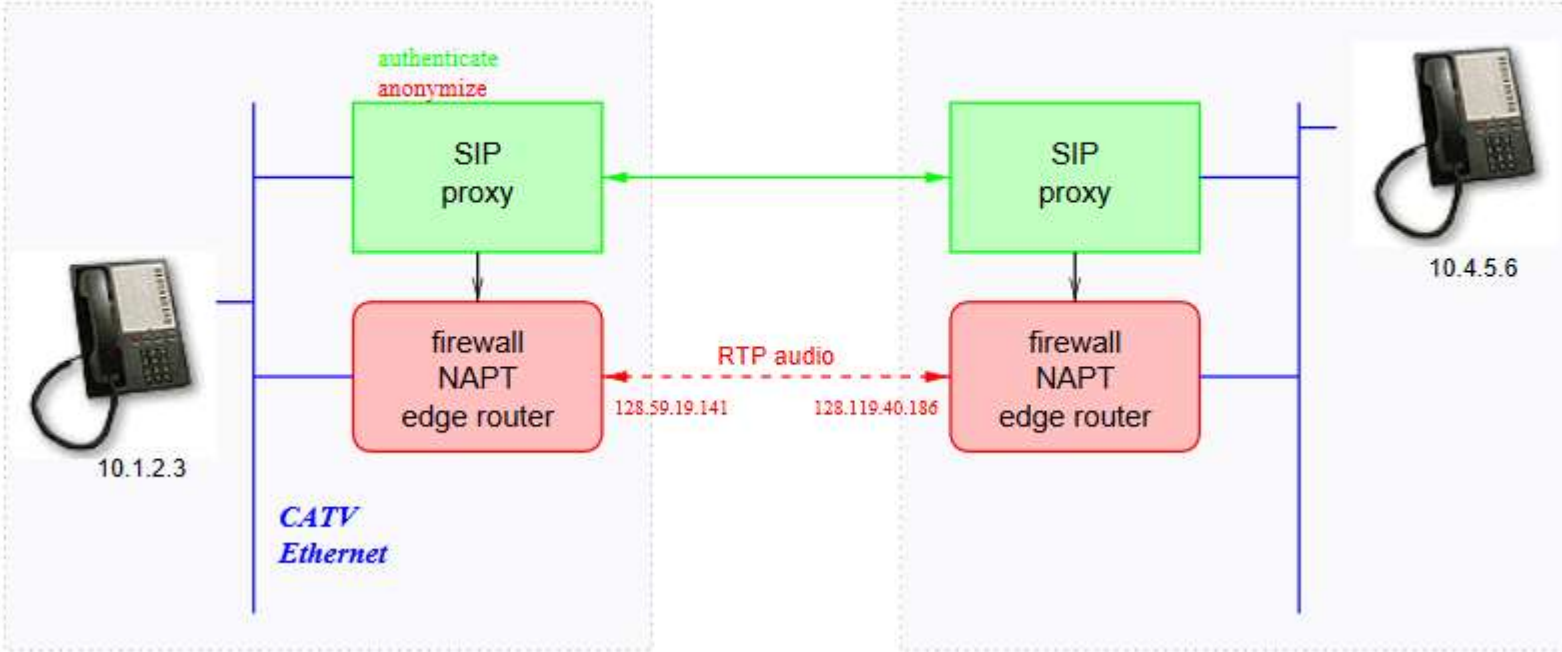 authenticate
anonymize
SIP
proxy
SIP
proxy
10.4.5.6
firewall
NAPT
edge router
RTP audio
128.59.19.141
128.119.40.186
firewall
NAPT
edge router
10.1.2.3
CATV
Ethernet